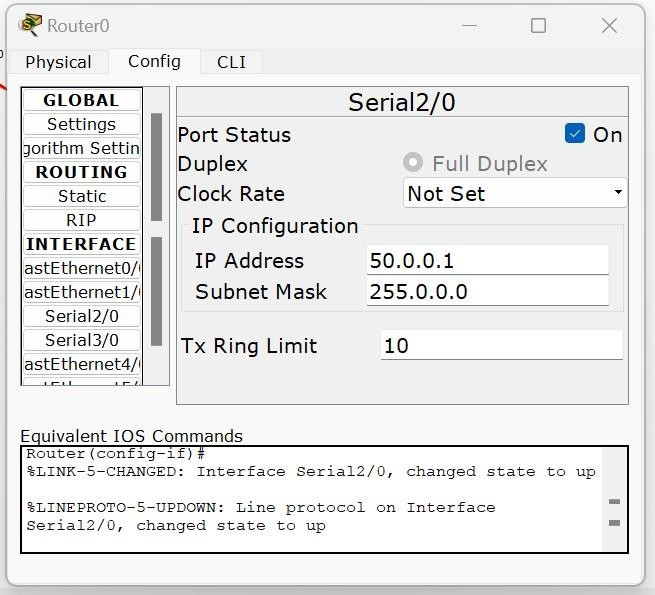 Router0
Physical Config CLI
GLOBAL
Settings
gorithm Settin
ROUTING
Static
RIP
INTERFACE
astEthernet0/
astEthernet1/
Serial2/0
Serial3/0
astEthernet4/
Serial2/0
Port Status On
Duplex Full Duplex
Clock Rate Not Set
IP Configuration
IP Address 50.0.0.1
Subnet Mask 255.0.0.0
Tx Ring Limit 10
Equivalent IOS Commands
Router(config-if)#
%LINK-5-CHANGED: Interface Serial2/0, changed state to up
%LINEPROTO-5-UPDOWN: Line protocol on Interface
Serial2/0, changed state to up